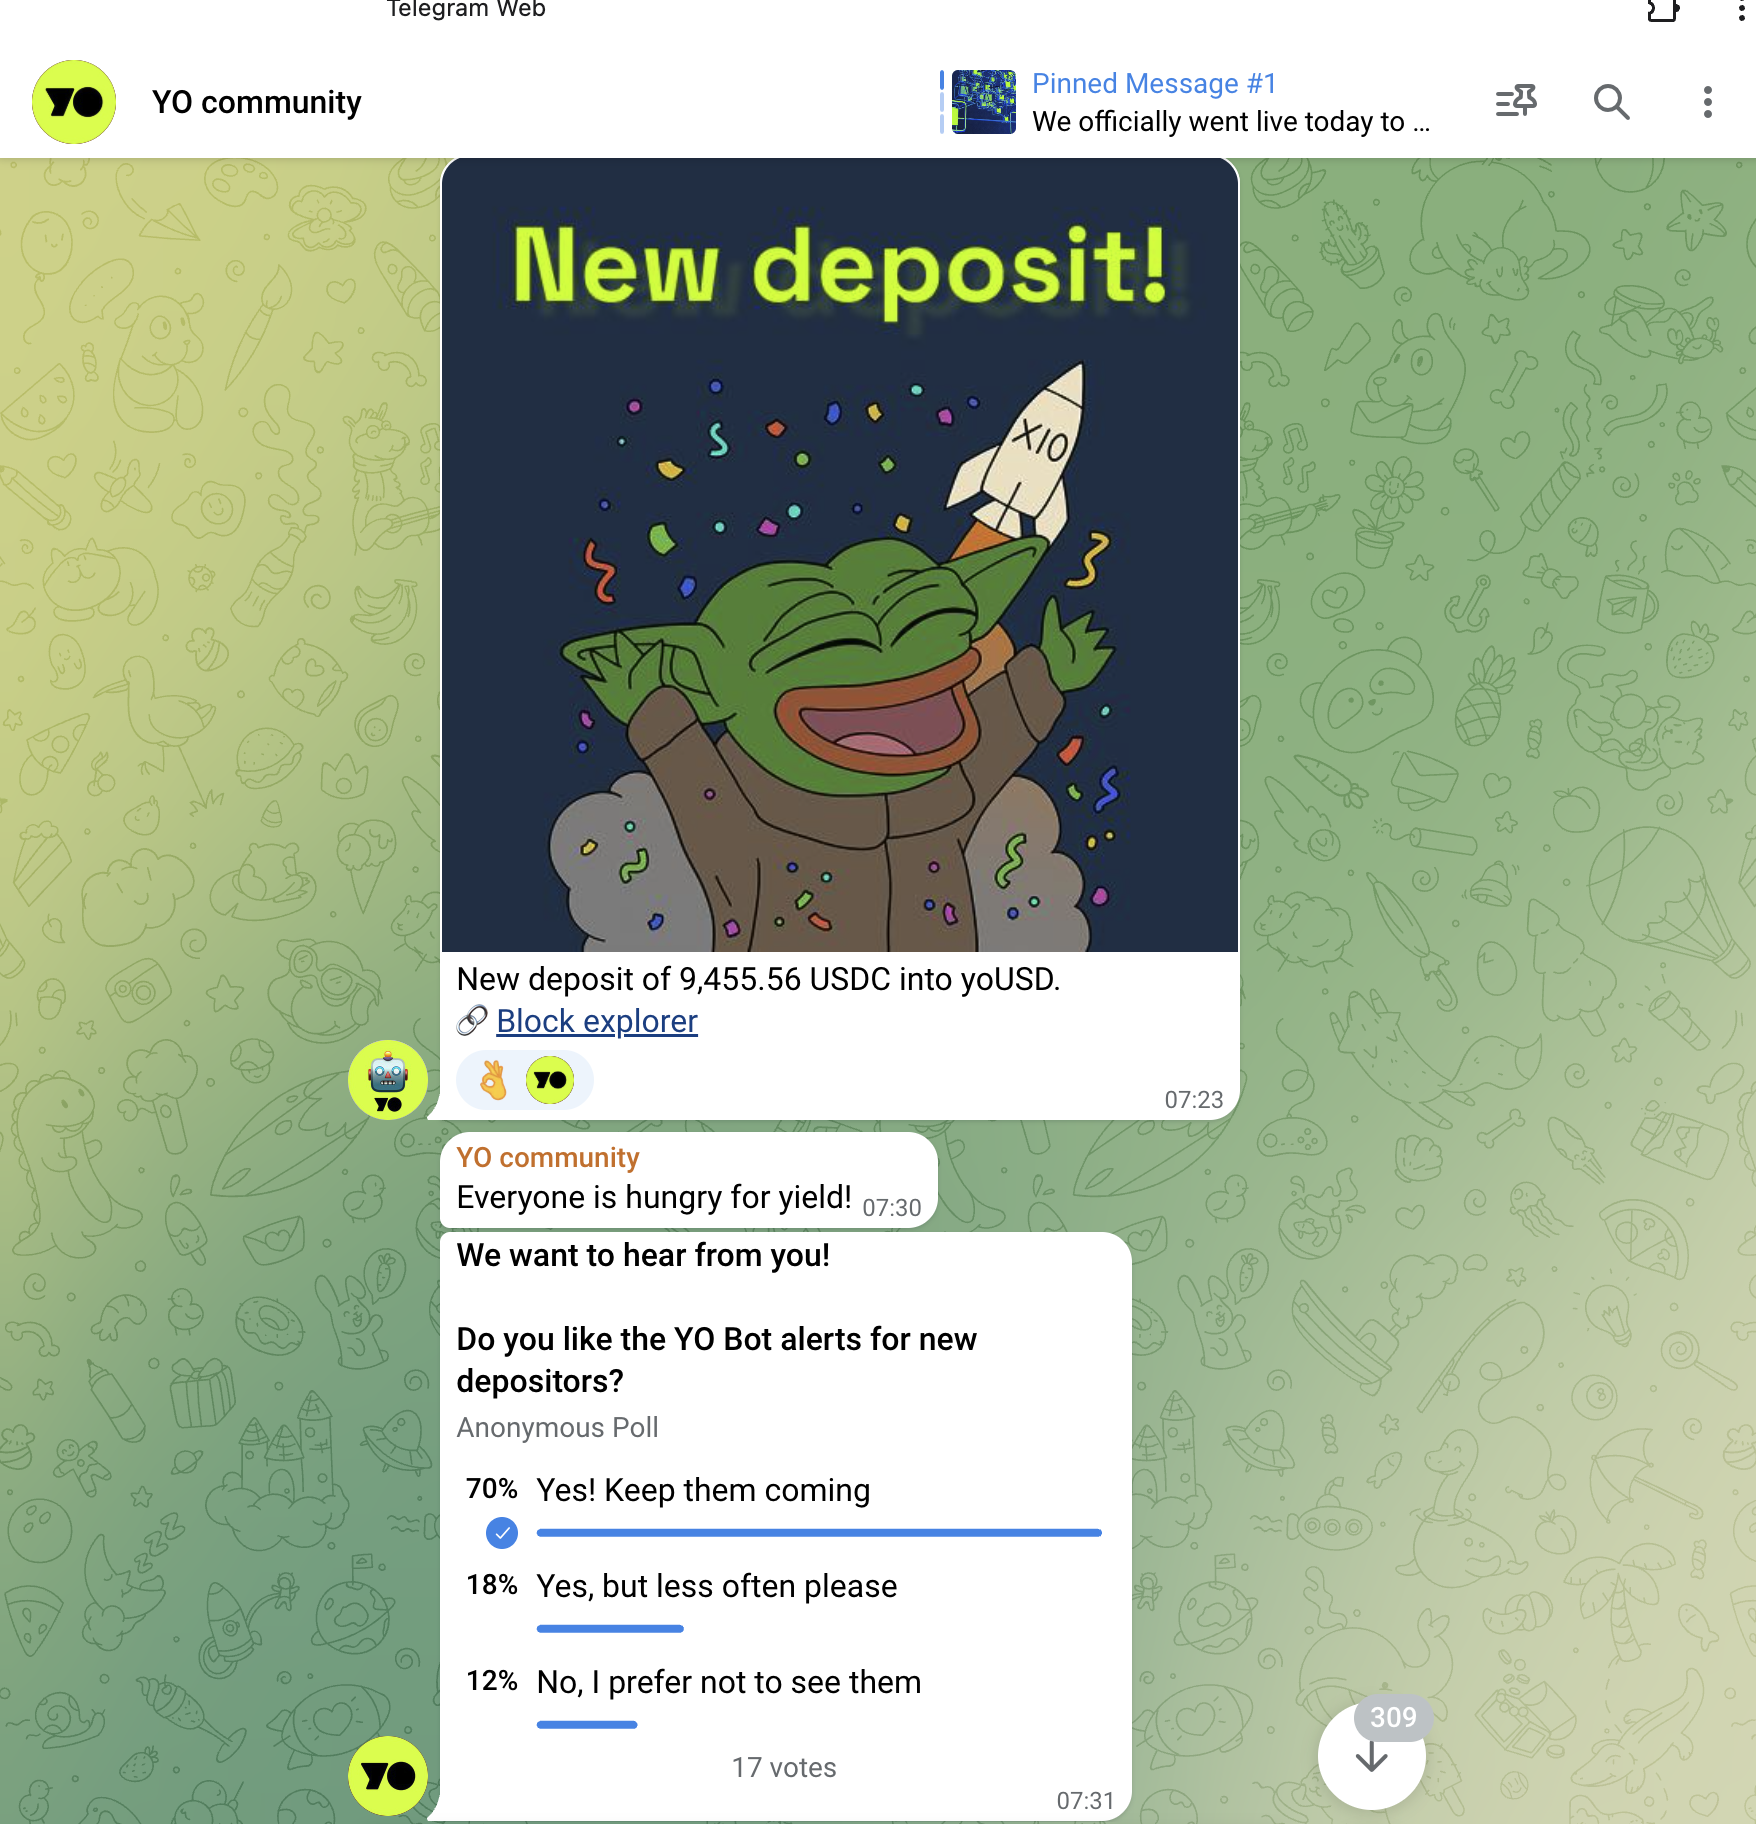 Telegram Web
YO
YO community
Pinned Message #1
We officially went live today to ...
New deposit!
X10
New deposit of 9,455.56 USDC into yoUSD.
🔗 Block explorer
👌 YO
07:23
YO
YO community
Everyone is hungry for yield! 07:30
We want to hear from you!
Do you like the YO Bot alerts for new
depositors?
Anonymous Poll
70% Yes! Keep them coming
18% Yes, but less often please
12% No, I prefer not to see them
309
17 votes
YO
07:31